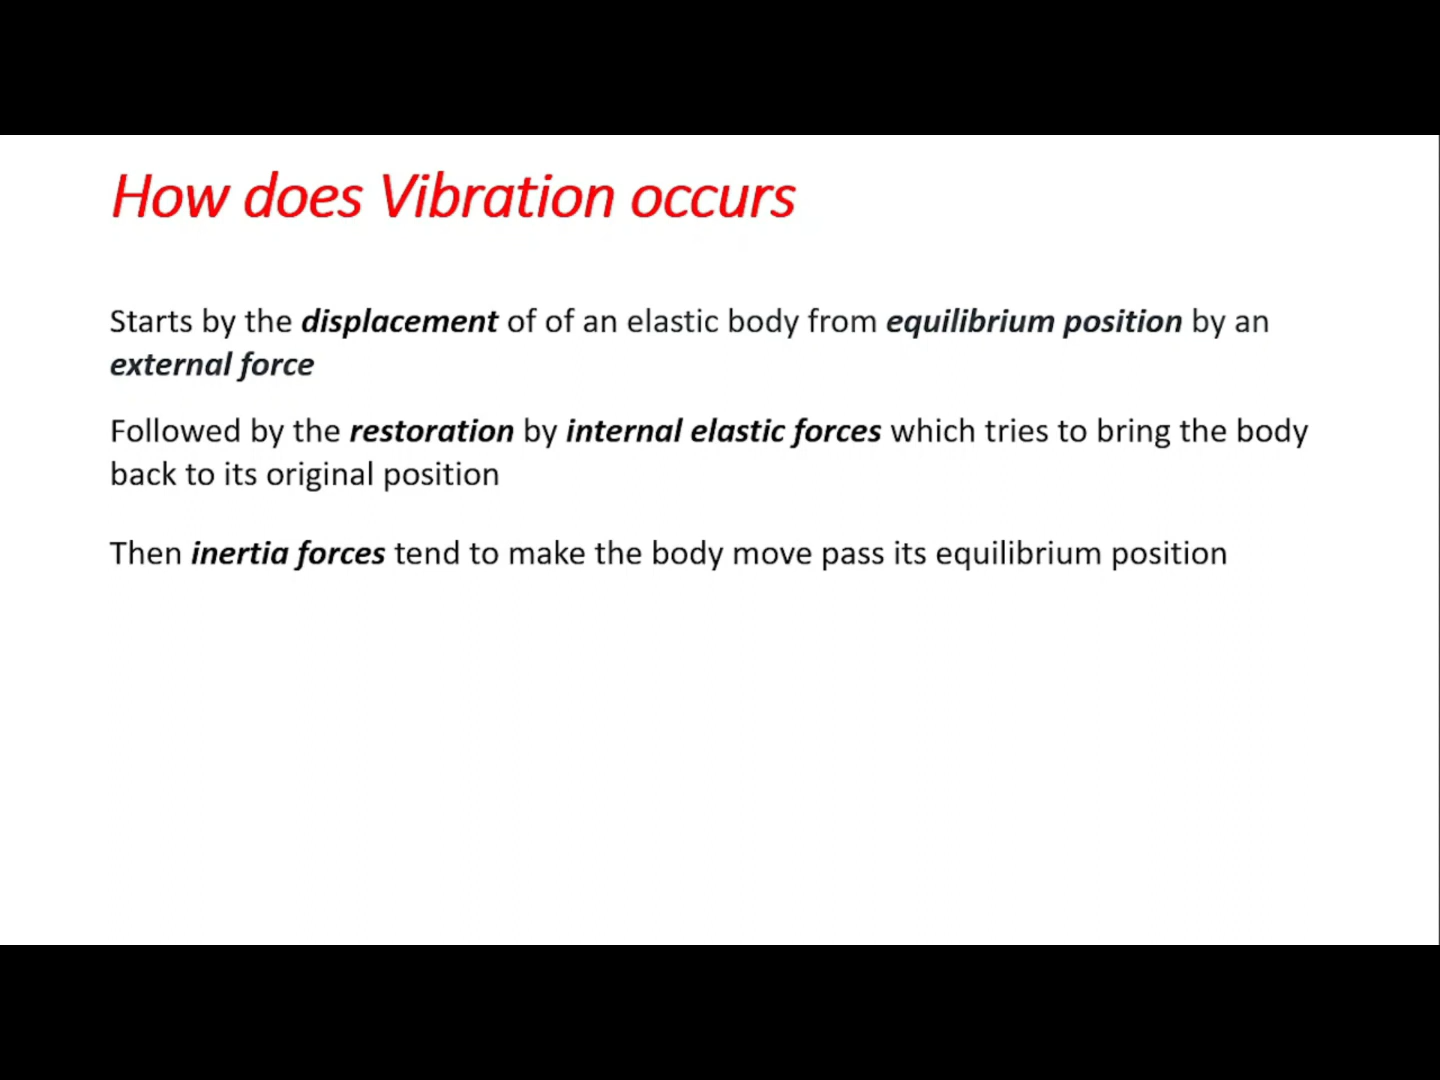 How does Vibration occurs
Starts by the displacement of of an elastic body from equilibrium position by an
external force
Followed by the restoration by internal elastic forces which tries to bring the body
back to its original position
Then inertia forces tend to make the body move pass its equilibrium position